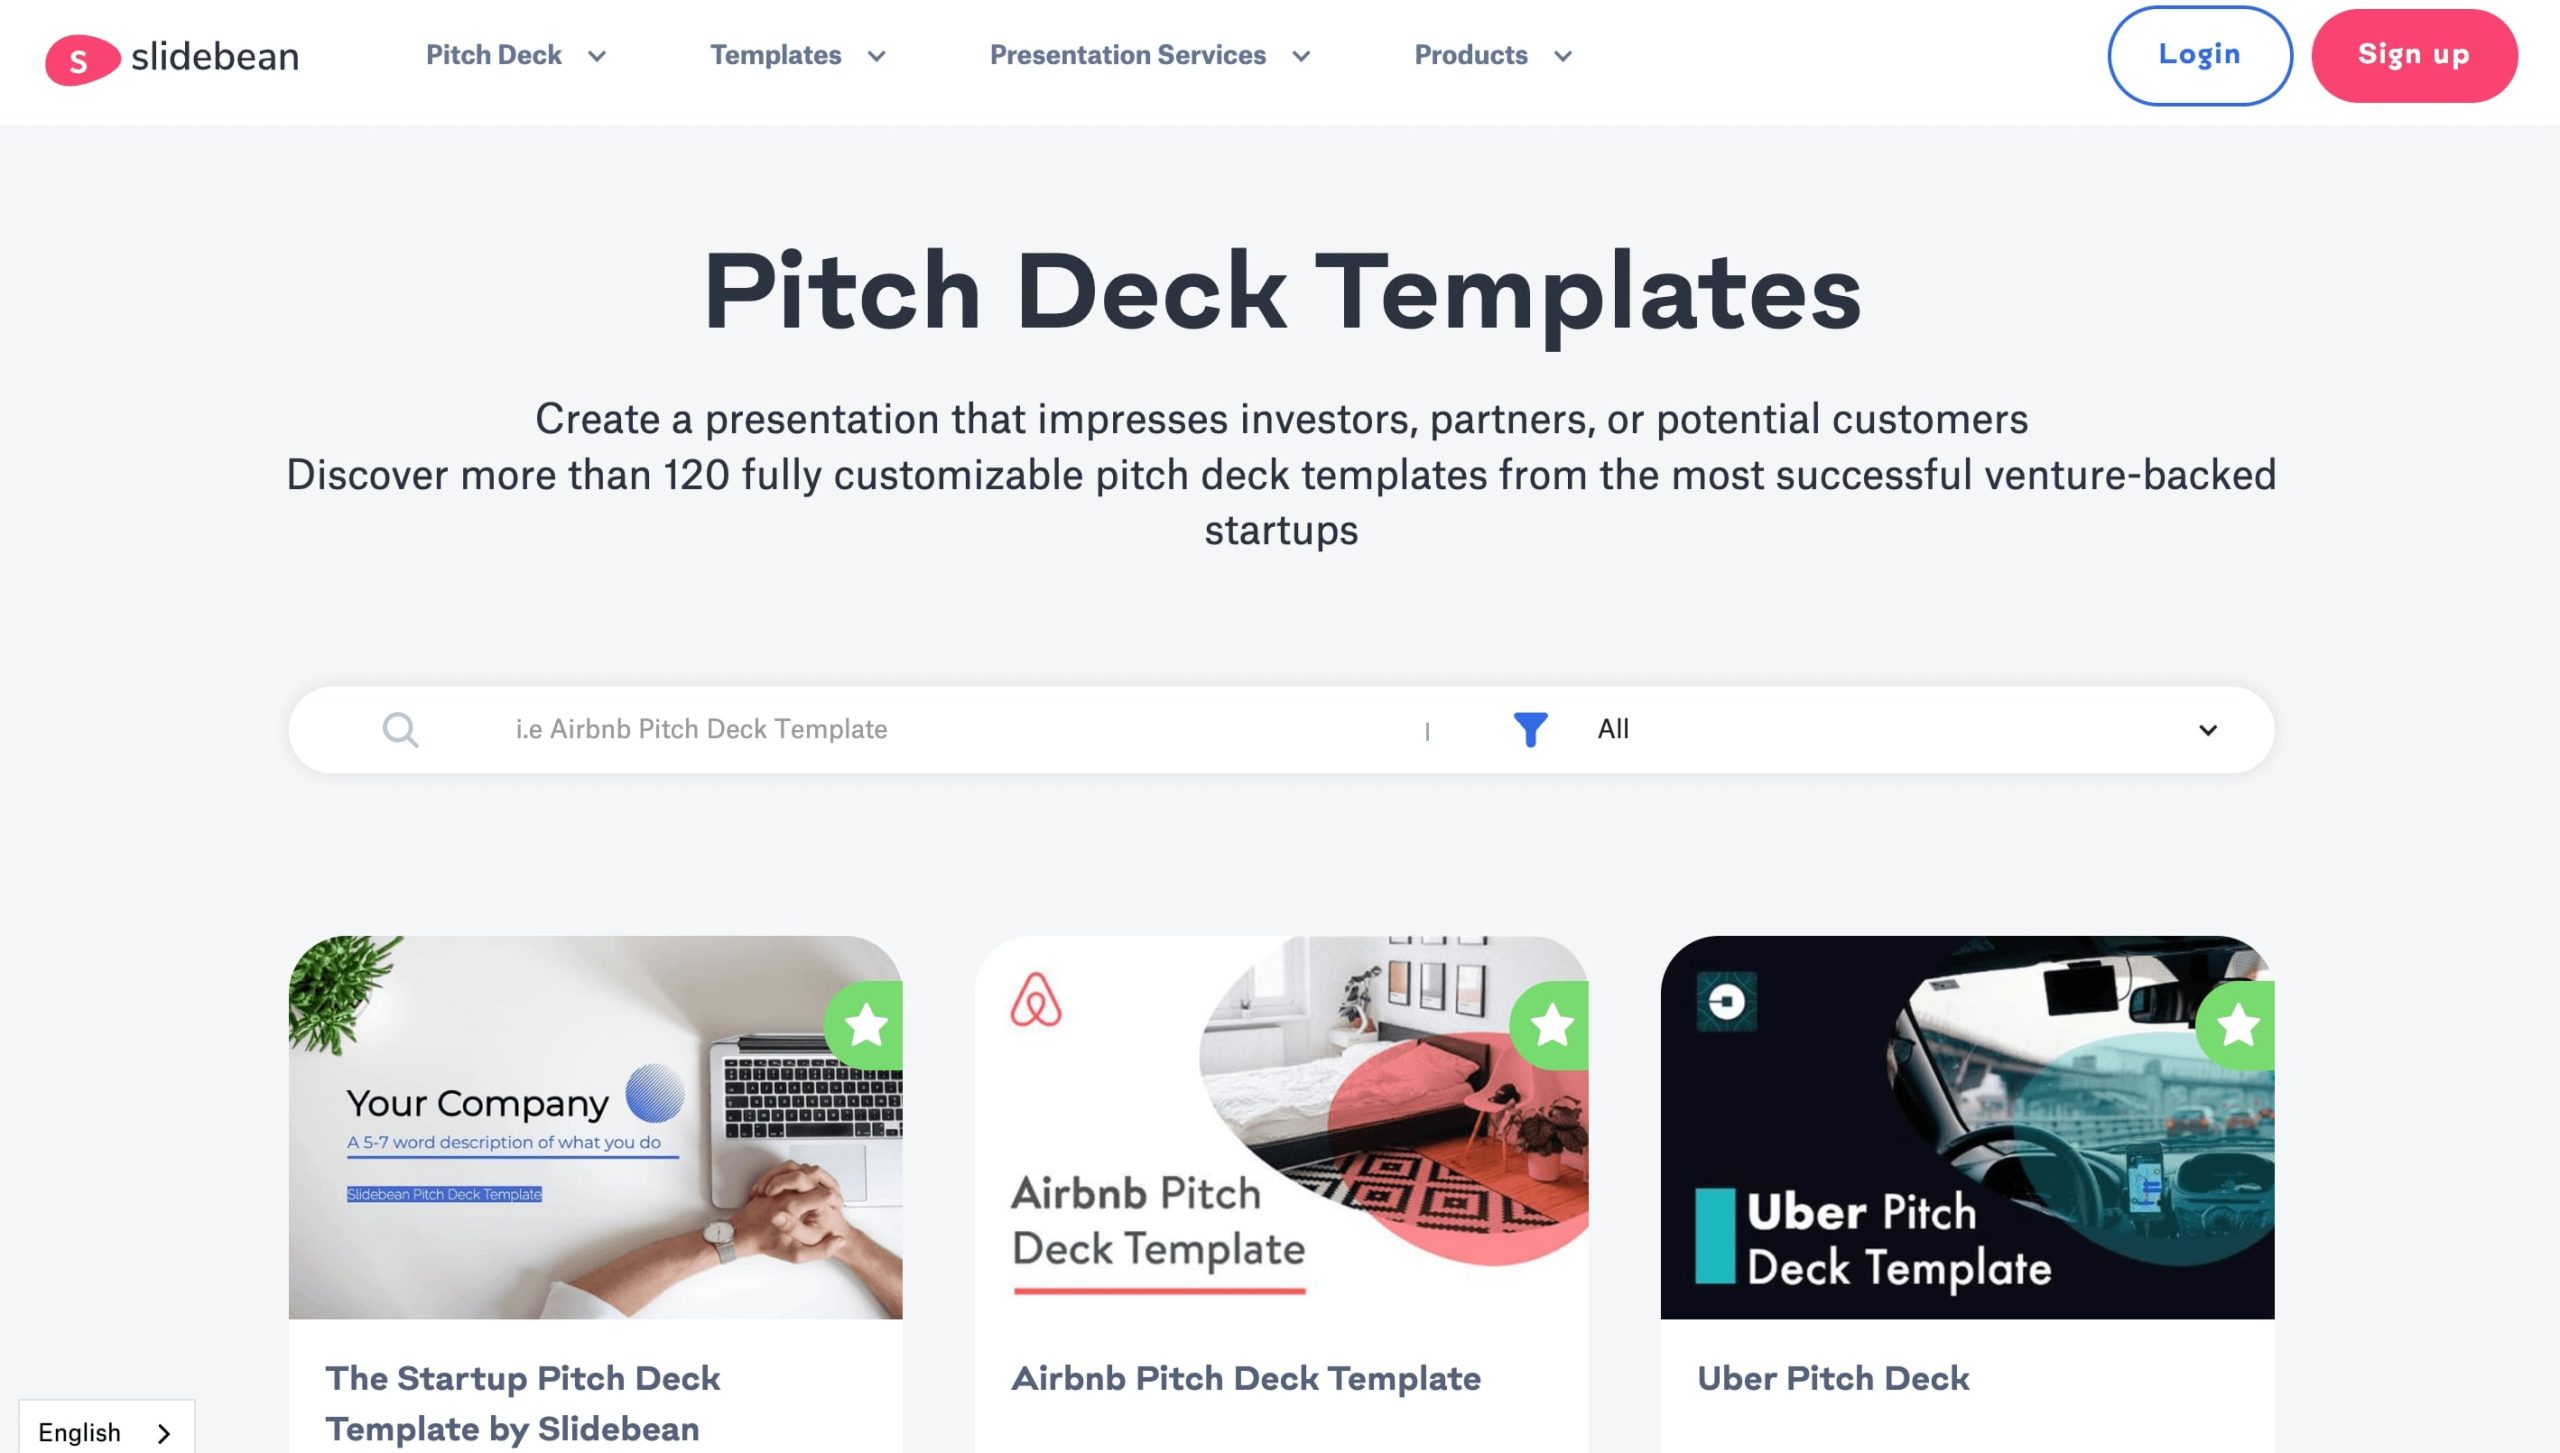 slidebean
Pitch Deck
Templates
Presentation Services
Products
Login
Sign up
Pitch Deck Templates
Create a presentation that impresses investors, partners, or potential customers
Discover more than 120 fully customizable pitch deck templates from the most successful venture-backed
startups
i.e Airbnb Pitch Deck Template
All
Your Company
A 5-7 word description of what you do
Slidebean Pitch Deck Template
Airbnb Pitch
Deck Template
Uber Pitch
Deck Template
The Startup Pitch Deck
Template by Slidebean
Airbnb Pitch Deck Template
Uber Pitch Deck
English